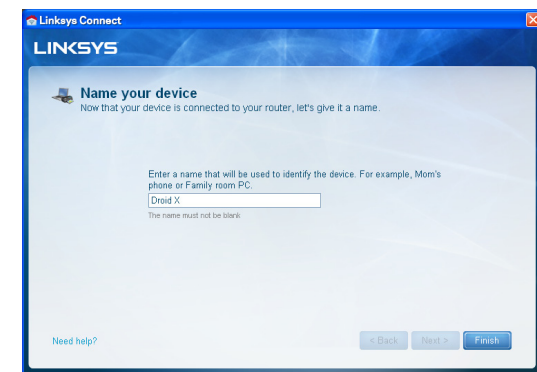 Linksys Connect
LINKSYS
Name your device
Now that your device is connected to your router, let's give it a name.
Enter a name that will be used to identify the device. For example, Mom's
phone or Family room PC.
Droid X
The name must not be blank
Need help?
< Back
Next >
Finish